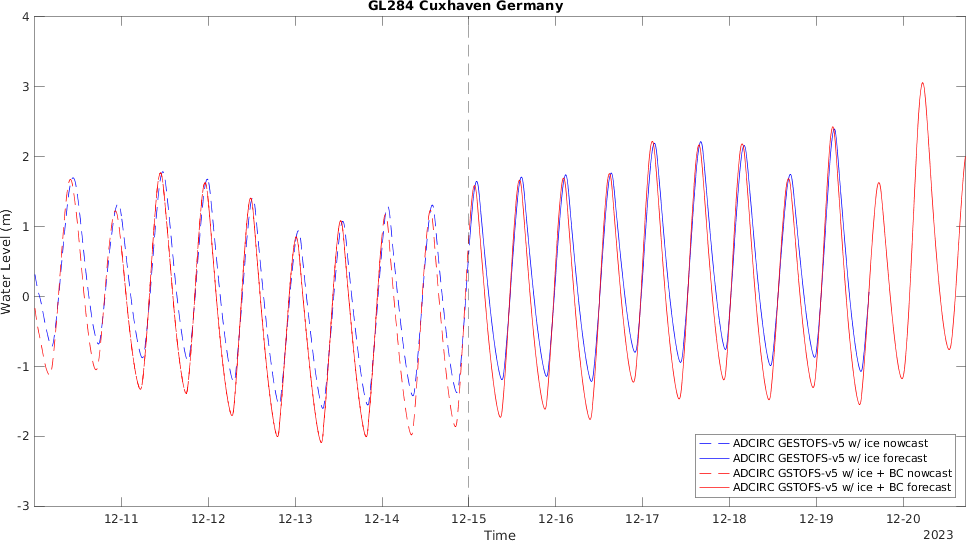 GL284 Cuxhaven Germany
4
3
2
1
0
-1
-2
-3
Water Level (m)
12-11 12-12 12-13 12-14 12-15 12-16 12-17 12-18 12-19 12-20
Time
2023
ADCIRC GESTOFS-v5 w/ ice nowcast
ADCIRC GESTOFS-v5 w/ ice forecast
ADCIRC GSTOFS-v5 w/ ice + BC nowcast
ADCIRC GSTOFS-v5 w/ ice + BC forecast